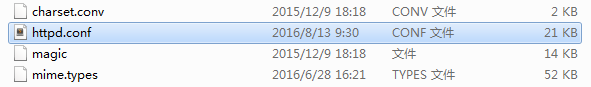 charset.conv 2015/12/9 18:18 CONV 文件 2 KB
httpd.conf 2016/8/13 9:30 CONF 文件 21 KB
magic 2015/12/9 18:18 文件 14 KB
mime.types 2016/6/28 16:21 TYPES 文件 52 KB